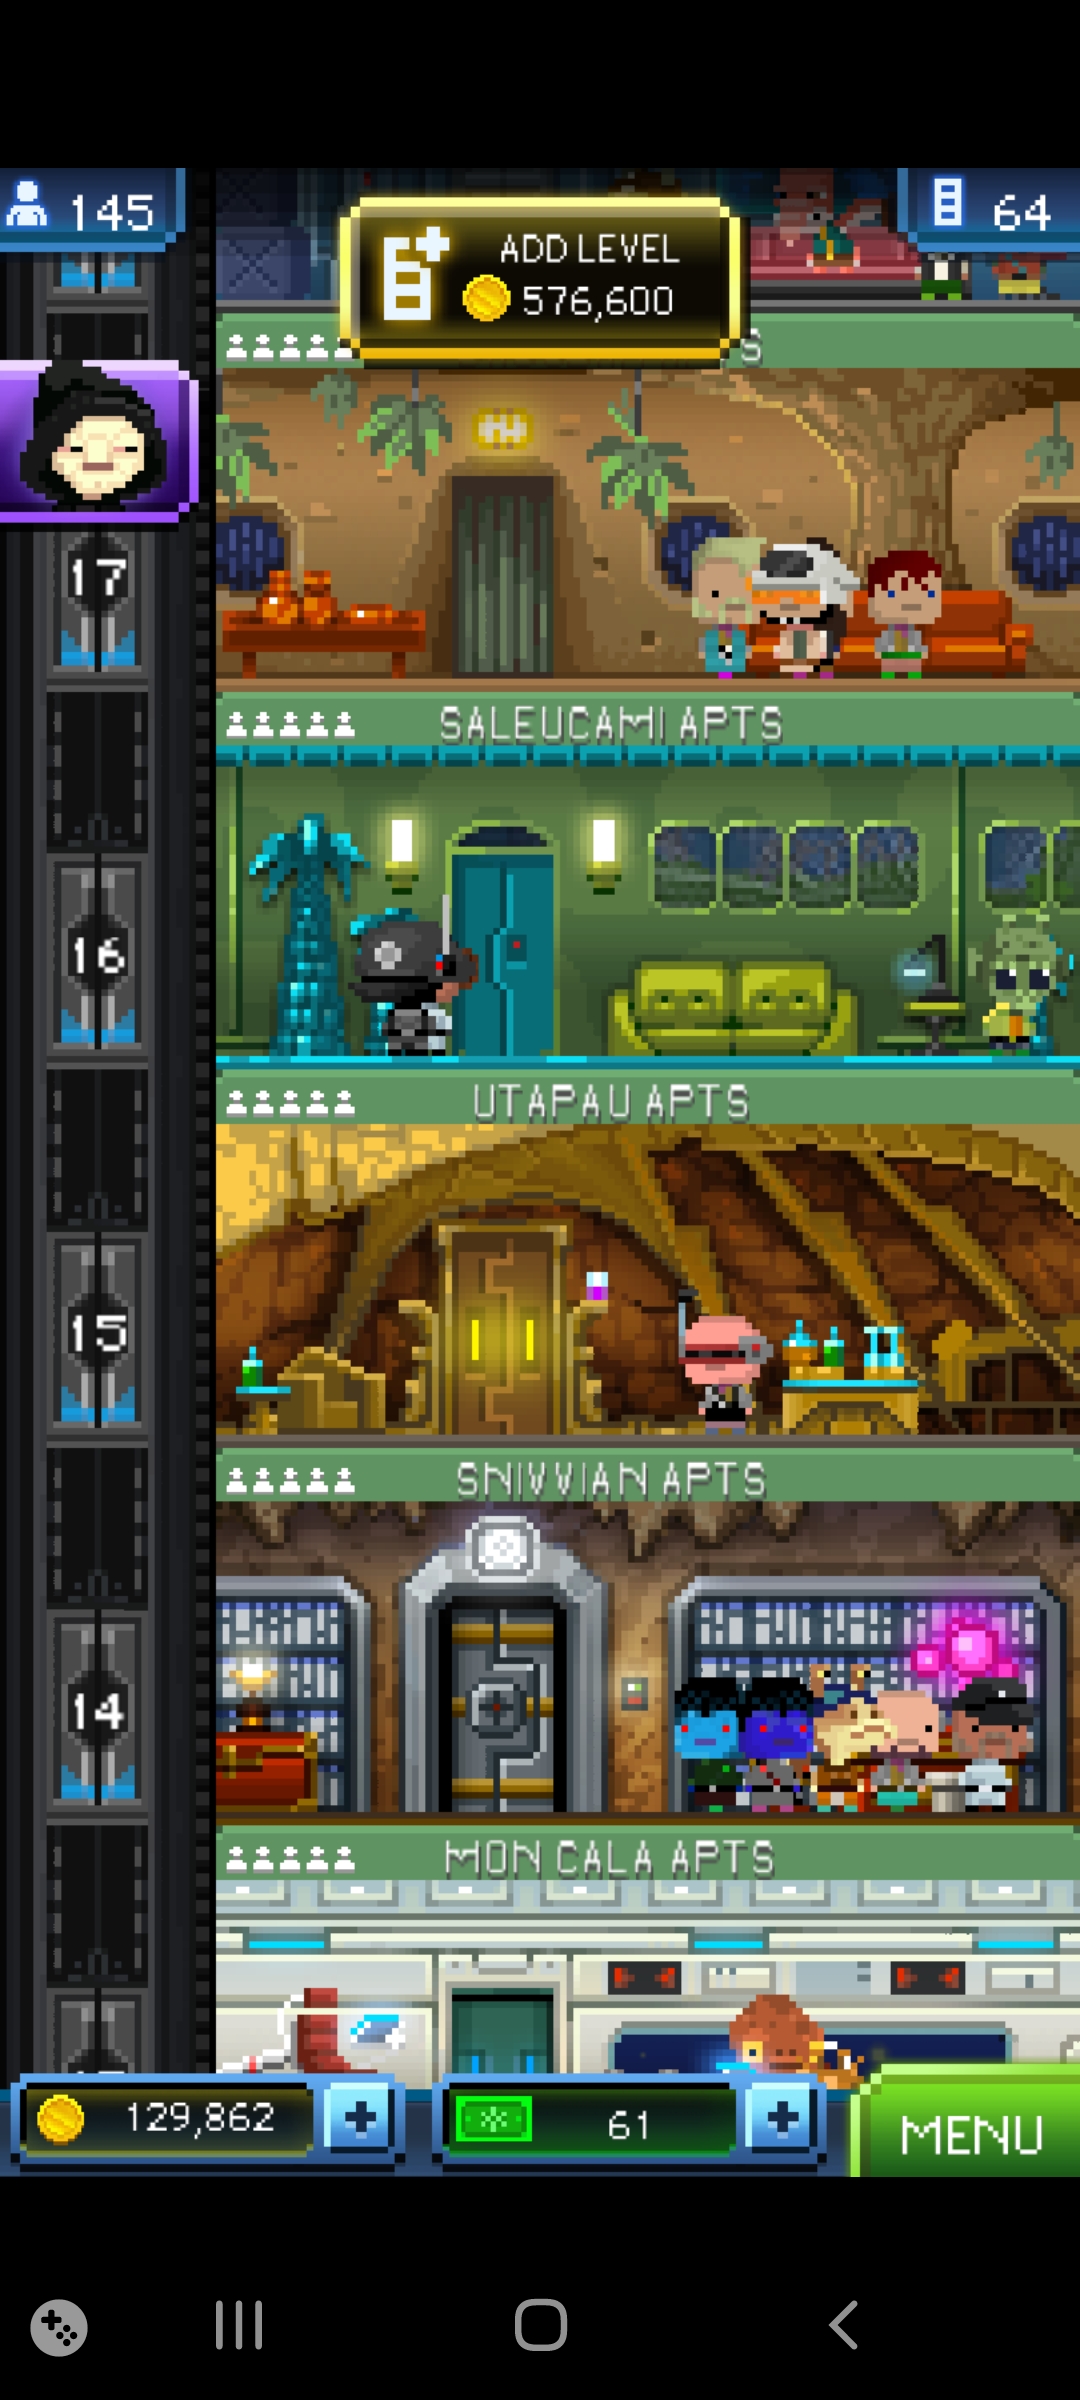 145
64
ADD LEVEL
576,600
S
17
SALEUCAMI APTS
16
UTAPAU APTS
15
SNIVVIAN APTS
14
MON CALA APTS
129,862
61
MENU